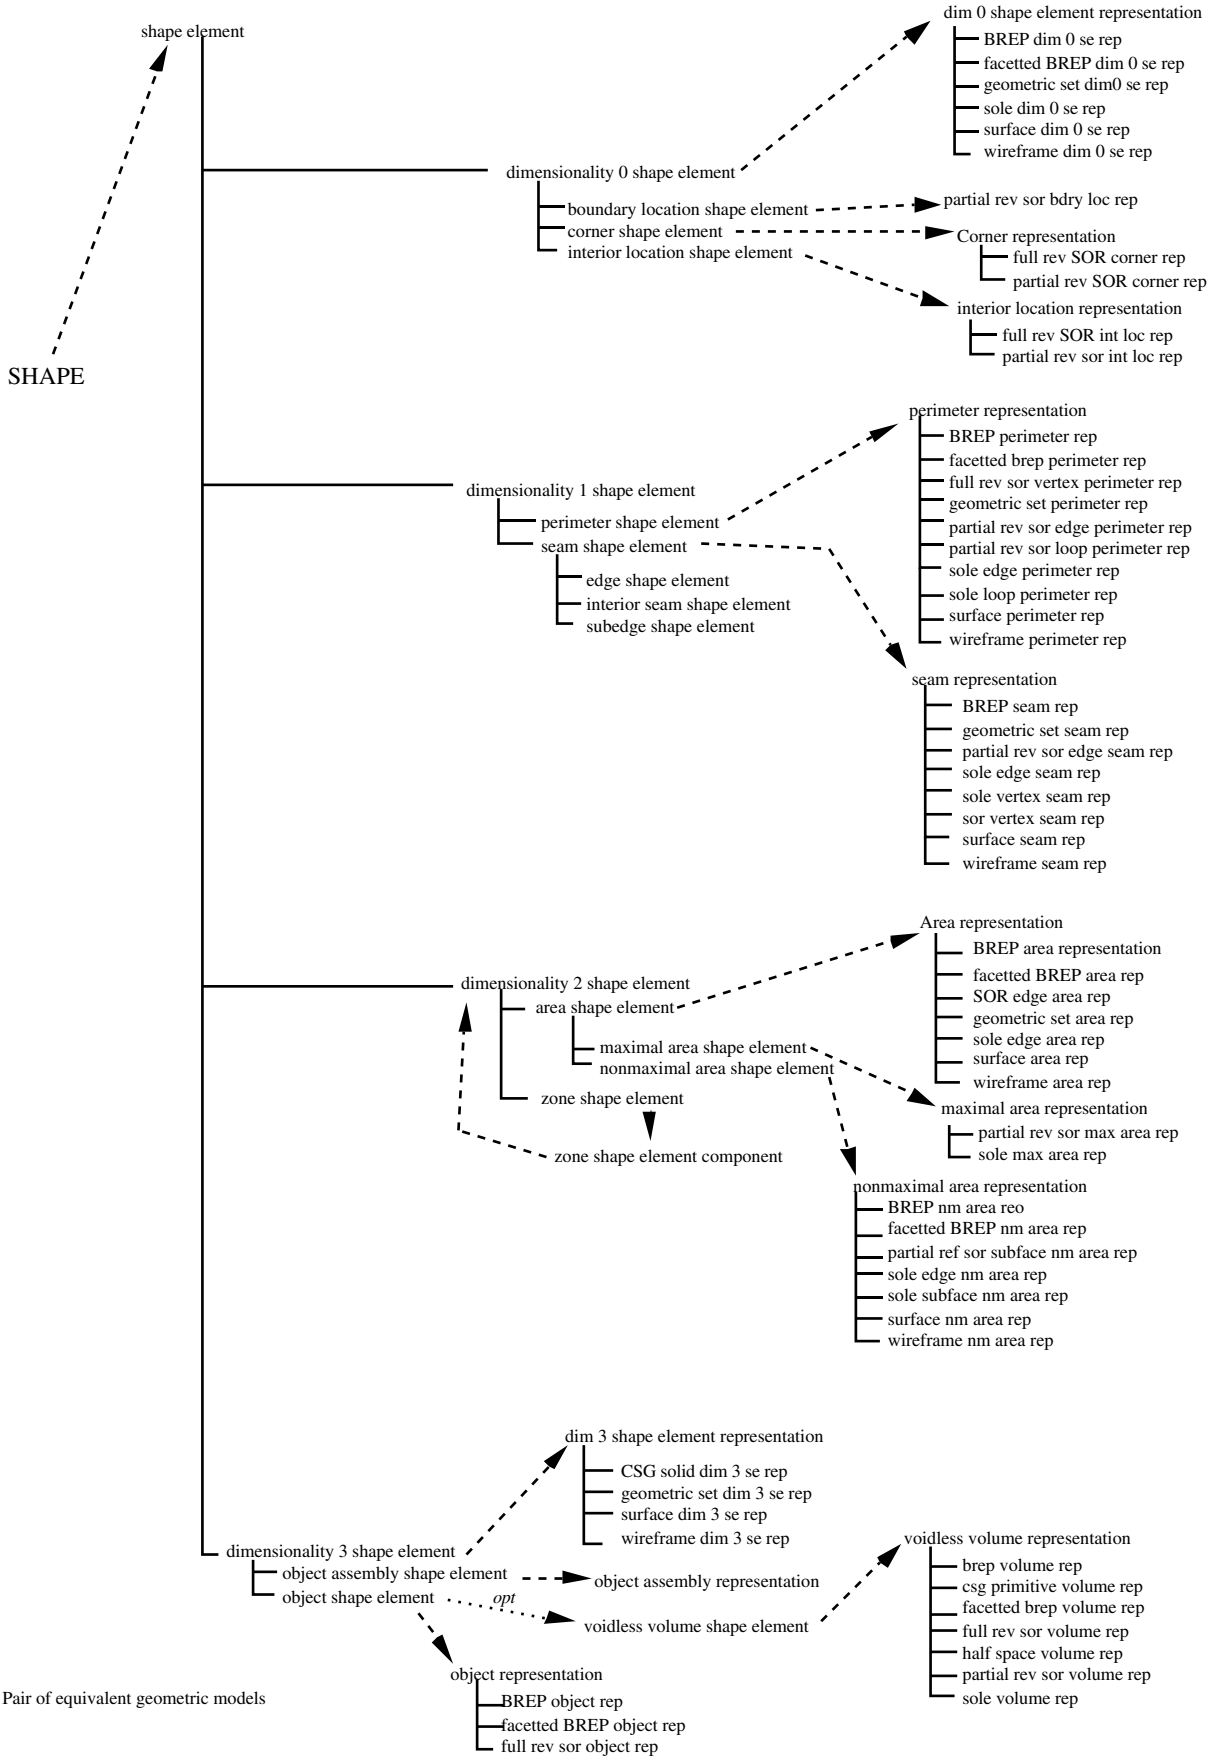 shape element
SHAPE
dim 0 shape element representation
BREP dim 0 se rep
facetted BREP dim 0 se rep
geometric set dim0 se rep
sole dim 0 se rep
surface dim 0 se rep
wireframe dim 0 se rep
dimensionality 0 shape element
boundary location shape element
corner shape element
interior location shape element
partial rev sor bdry loc rep
Corner representation
full rev SOR corner rep
partial rev SOR corner rep
interior location representation
full rev SOR int loc rep
partial rev sor int loc rep
perimeter representation
BREP perimeter rep
facetted brep perimeter rep
full rev sor vertex perimeter rep
geometric set perimeter rep
partial rev sor edge perimeter rep
partial rev sor loop perimeter rep
sole edge perimeter rep
sole loop perimeter rep
surface perimeter rep
wireframe perimeter rep
dimensionality 1 shape element
perimeter shape element
seam shape element
edge shape element
interior seam shape element
subedge shape element
seam representation
BREP seam rep
geometric set seam rep
partial rev sor edge seam rep
sole edge seam rep
sole vertex seam rep
sor vertex seam rep
surface seam rep
wireframe seam rep
Area representation
BREP area representation
facetted BREP area rep
SOR edge area rep
geometric set area rep
sole edge area rep
surface area rep
wireframe area rep
dimensionality 2 shape element
area shape element
maximal area shape element
nonmaximal area shape element
zone shape element
zone shape element component
maximal area representation
partial rev sor max area rep
sole max area rep
nonmaximal area representation
BREP nm area reo
facetted BREP nm area rep
partial ref sor subface nm area rep
sole edge nm area rep
sole subface nm area rep
surface nm area rep
wireframe nm area rep
dim 3 shape element representation
CSG solid dim 3 se rep
geometric set dim 3 se rep
surface dim 3 se rep
wireframe dim 3 se rep
dimensionality 3 shape element
object assembly shape element
object shape element
opt
object assembly representation
voidless volume shape element
voidless volume representation
brep volume rep
csg primitive volume rep
facetted brep volume rep
full rev sor volume rep
half space volume rep
partial rev sor volume rep
sole volume rep
object representation
BREP object rep
facetted BREP object rep
full rev sor object rep
Pair of equivalent geometric models